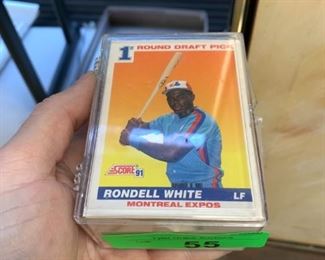 1st ROUND DRAFT PICK
SCORE 91
RONDELL WHITE LF
MONTREAL EXPOS
55